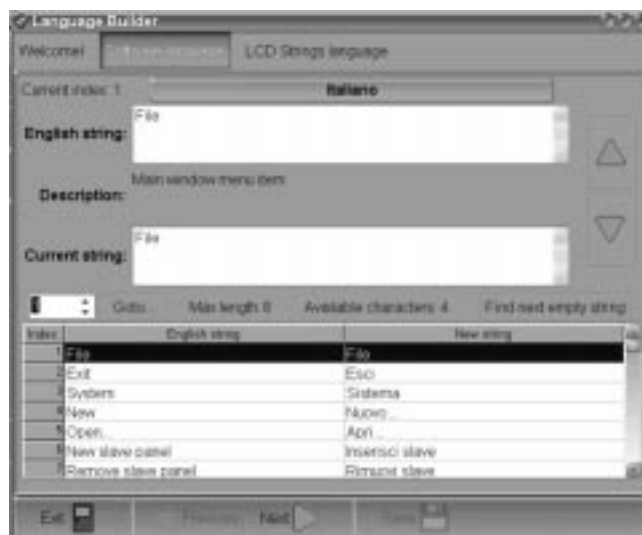 Language Builder
Welcome! Software language LCD Strings language
Current index: 1 Italiano
English string: File
Description: Main window menu item
Current string: File
1 Goto... Max length: 8 Available characters: 4 Find next empty string
Index English string New string
1 File File
2 Exit Esci
3 System Sistema
4 New Nuovo...
5 Open... Apri...
6 New slave panel Inserisci slave
7 Remove slave panel Rimuovi slave
Exit Previous Next Save